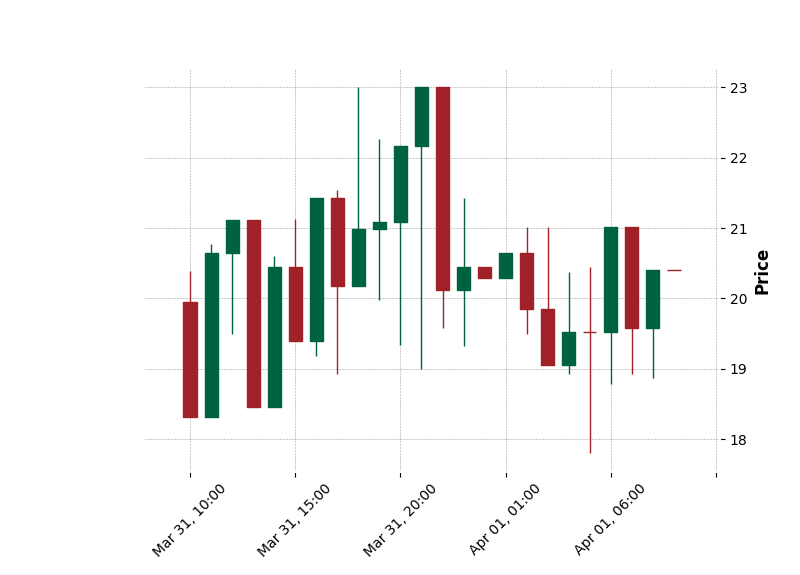 23
22
21
20
19
18
Price
Mar 31, 10:00
Mar 31, 15:00
Mar 31, 20:00
Apr 01, 01:00
Apr 01, 06:00